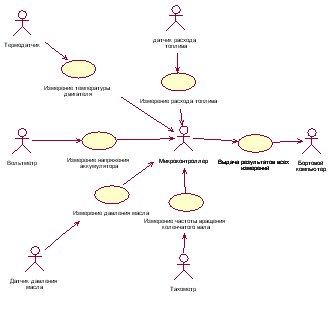 Термодатчик
датчик расхода
топлива
Измерение температуры
двигателя
Измерение расхода топлива
Вольтметр
Измерение напряжения
аккумулятора
Микроконтроллер
Выдача результатов всех
измерений
Бортовой
компьютер
Измерение давления масла
Измерение частоты вращения
коленчатого вала
Датчик давления
масла
Тахометр